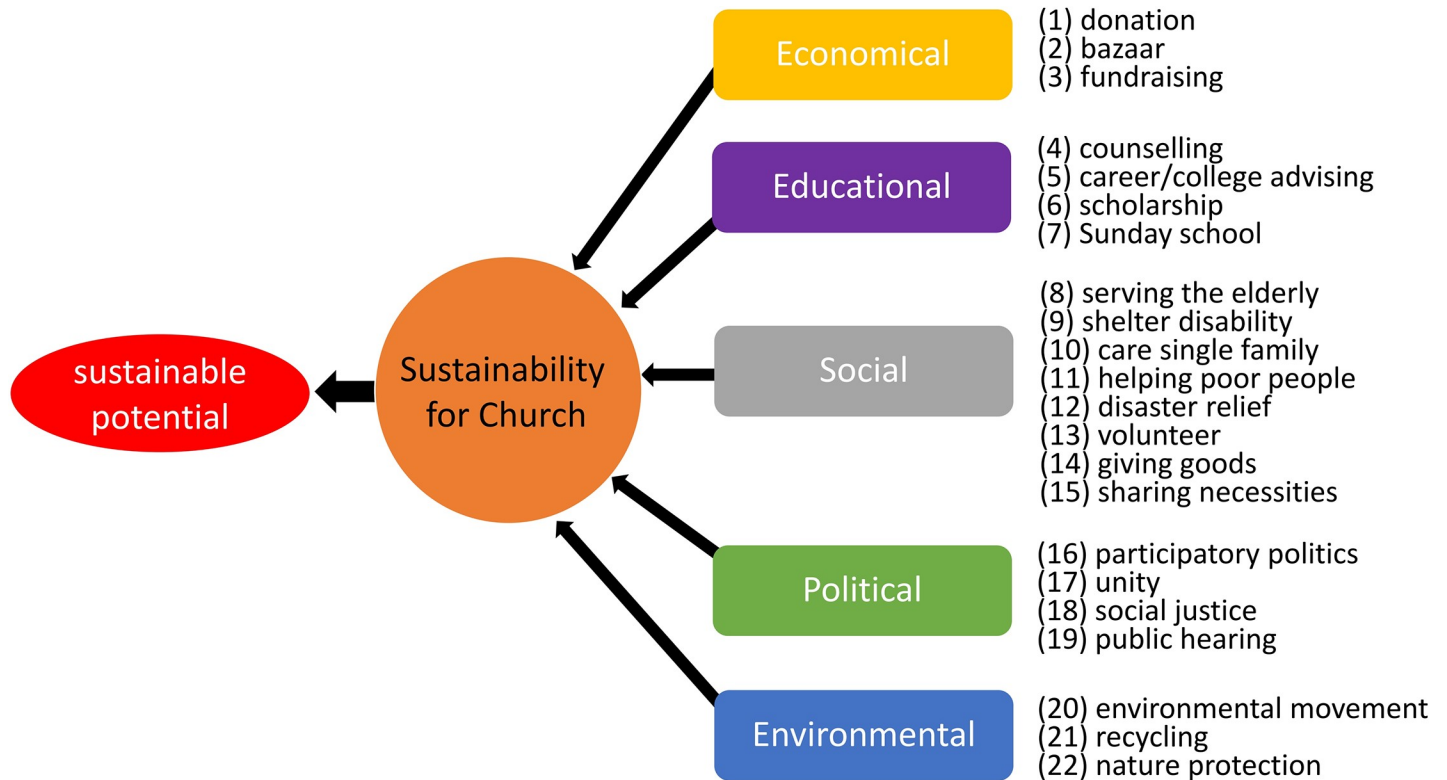 Economical
(1) donation
(2) bazaar
(3) fundraising
Educational
(4) counselling
(5) career/college advising
(6) scholarship
(7) Sunday school
Social
(8) serving the elderly
(9) shelter disability
(10) care single family
(11) helping poor people
(12) disaster relief
(13) volunteer
(14) giving goods
(15) sharing necessities
Political
(16) participatory politics
(17) unity
(18) social justice
(19) public hearing
Environmental
(20) environmental movement
(21) recycling
(22) nature protection
Sustainability
for Church
sustainable
potential